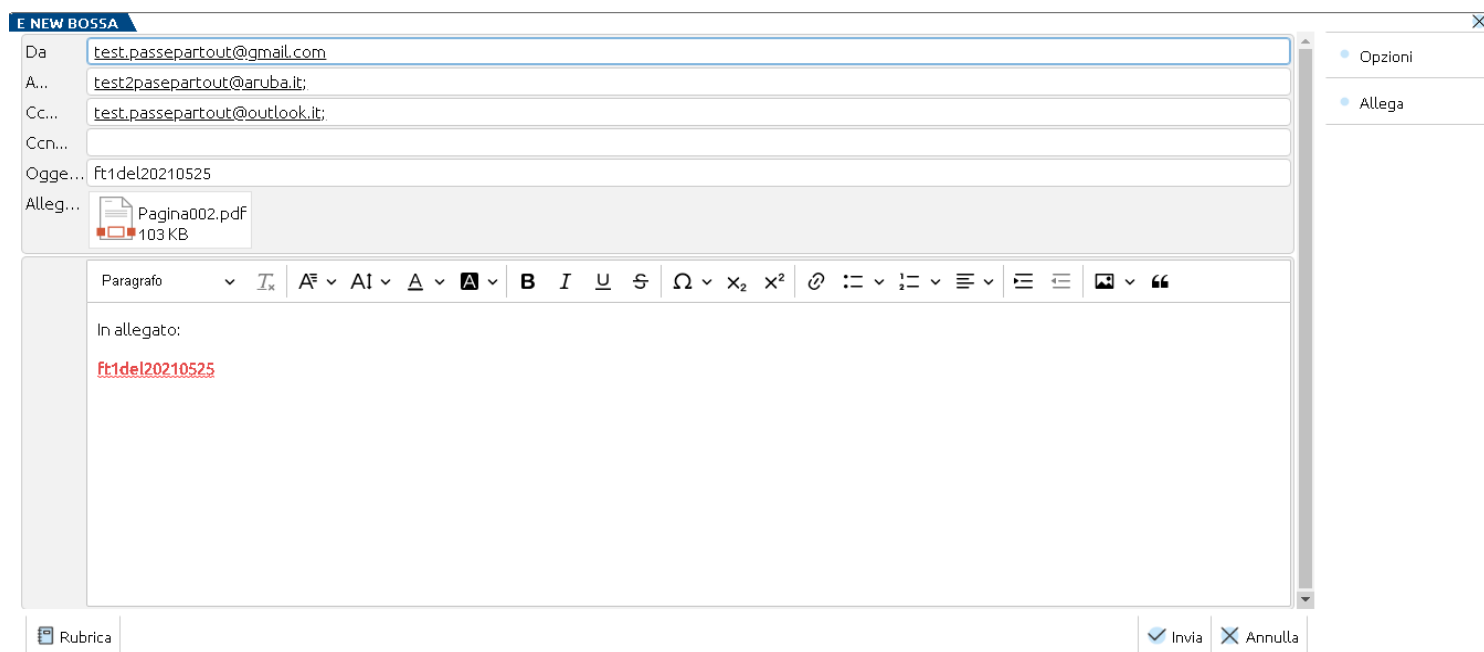 E NEW BOSSA
Da test.passepartout@gmail.com
Opzioni
A... test2pasepartout@aruba.it;
Allega
Cc... test.passepartout@outlook.it;
Ccn...
Ogge... ft1del20210525
Alleg... Pagina002.pdf
103 KB
Paragrafo
In allegato:
ft1del20210525
Rubrica
Invia
Annulla